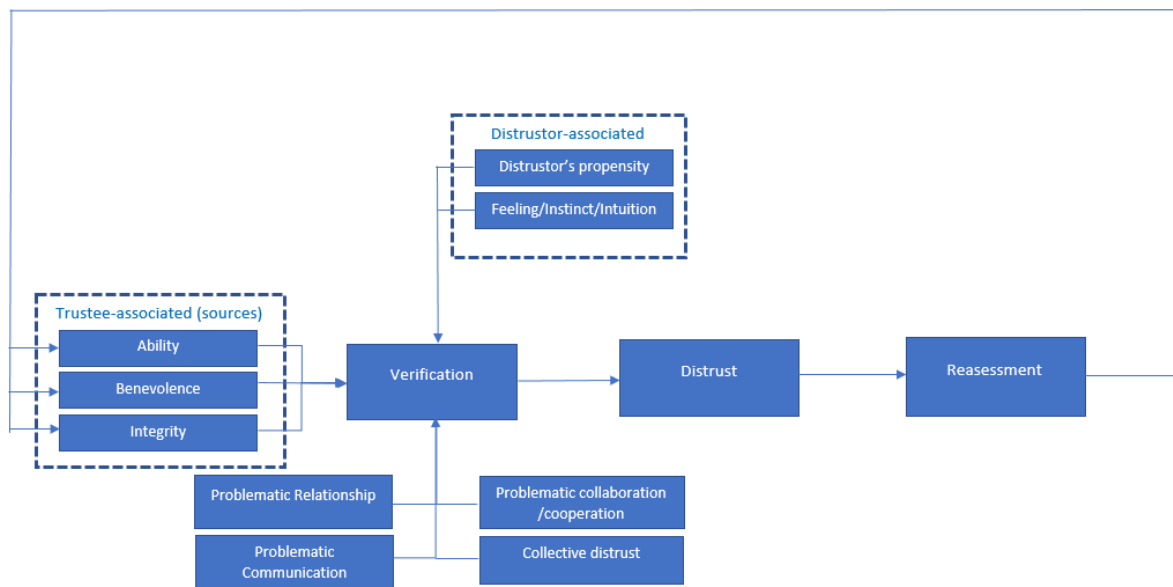 Distrustor-associated
Distrustor’s propensity
Feeling/Instinct/Intuition
Trustee-associated (sources)
Ability
Benevolence
Integrity
Verification
Distrust
Reasessment
Problematic Relationship
Problematic collaboration
/cooperation
Problematic
Communication
Collective distrust